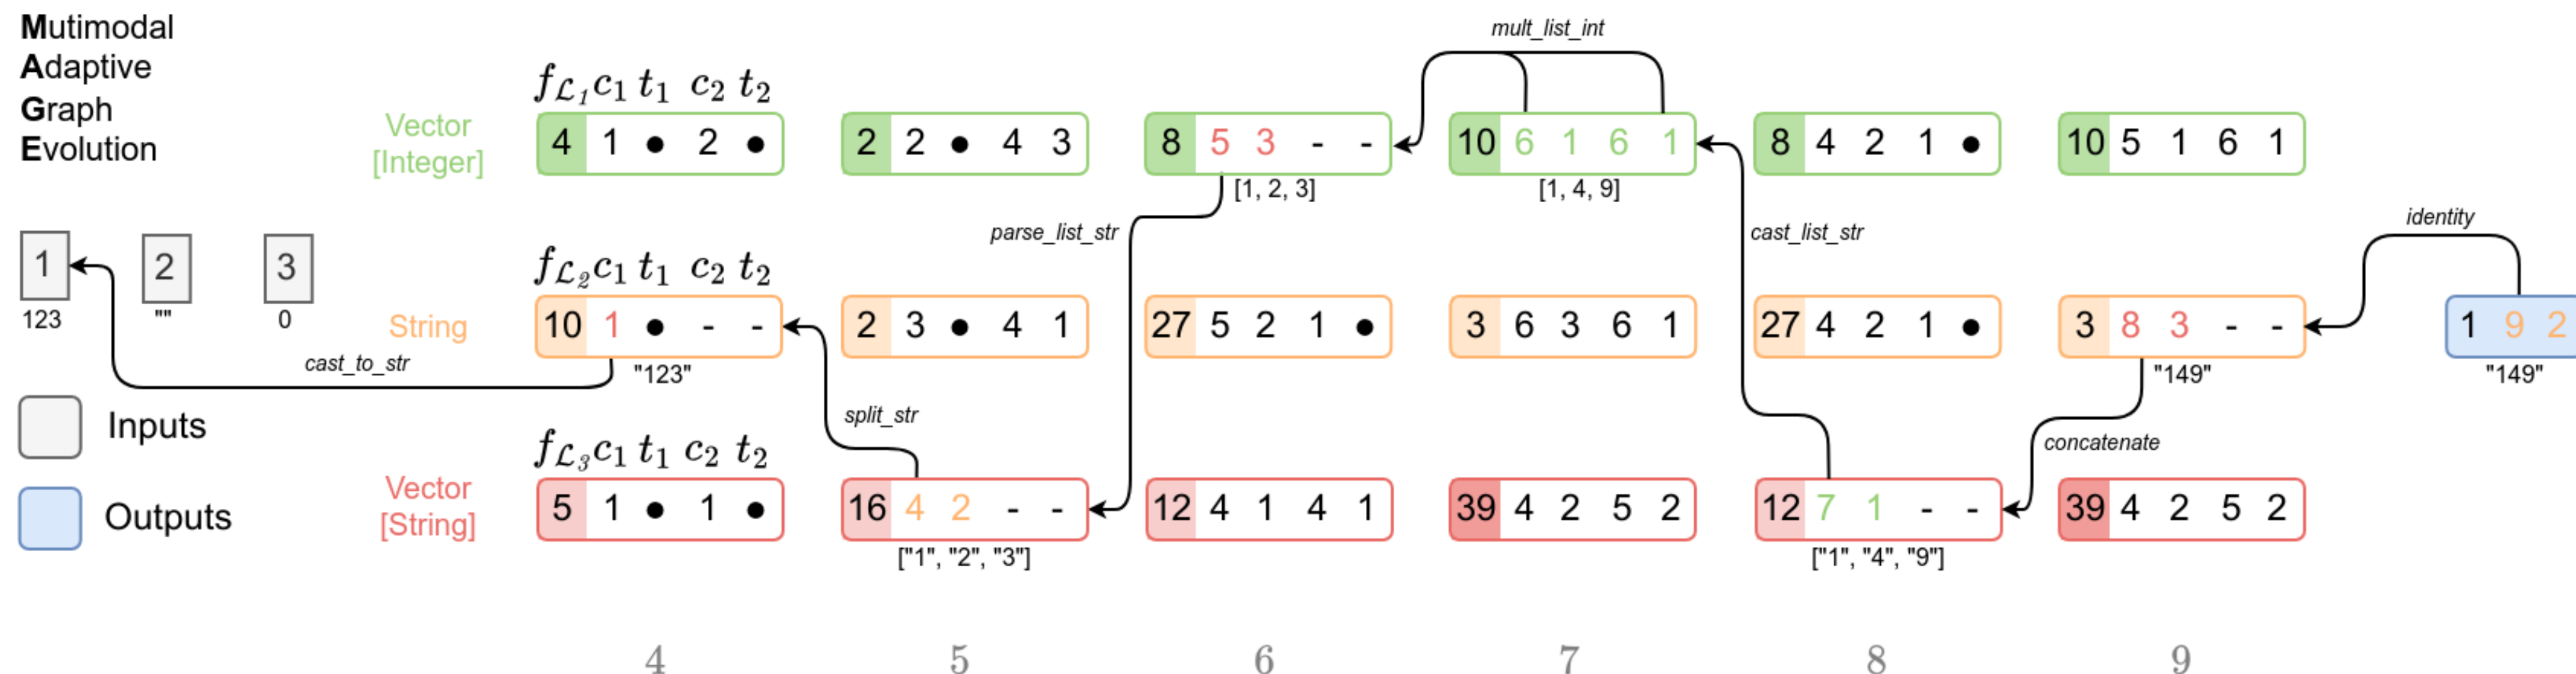 Mutimodal
Adaptive
Graph
Evolution
mult_list_int
f𝓛₁ c₁ t₁ c₂ t₂
Vector
[Integer]
4 1 ● 2 ●
2 2 ● 4 3
8 5 3 - -
10 6 1 6 1
8 4 2 1 ●
10 5 1 6 1
[1, 2, 3]
[1, 4, 9]
parse_list_str
cast_list_str
identity
1
2
3
123
""
0
f𝓛₂ c₁ t₁ c₂ t₂
String
10 1 ● - -
2 3 ● 4 1
27 5 2 1 ●
3 6 3 6 1
27 4 2 1 ●
3 8 3 - -
1 9 2
cast_to_str
"123"
"149"
"149"
split_str
concatenate
Inputs
Outputs
f𝓛₃ c₁ t₁ c₂ t₂
Vector
[String]
5 1 ● 1 ●
16 4 2 - -
12 4 1 4 1
39 4 2 5 2
12 7 1 - -
39 4 2 5 2
["1", "2", "3"]
["1", "4", "9"]
4 5 6 7 8 9